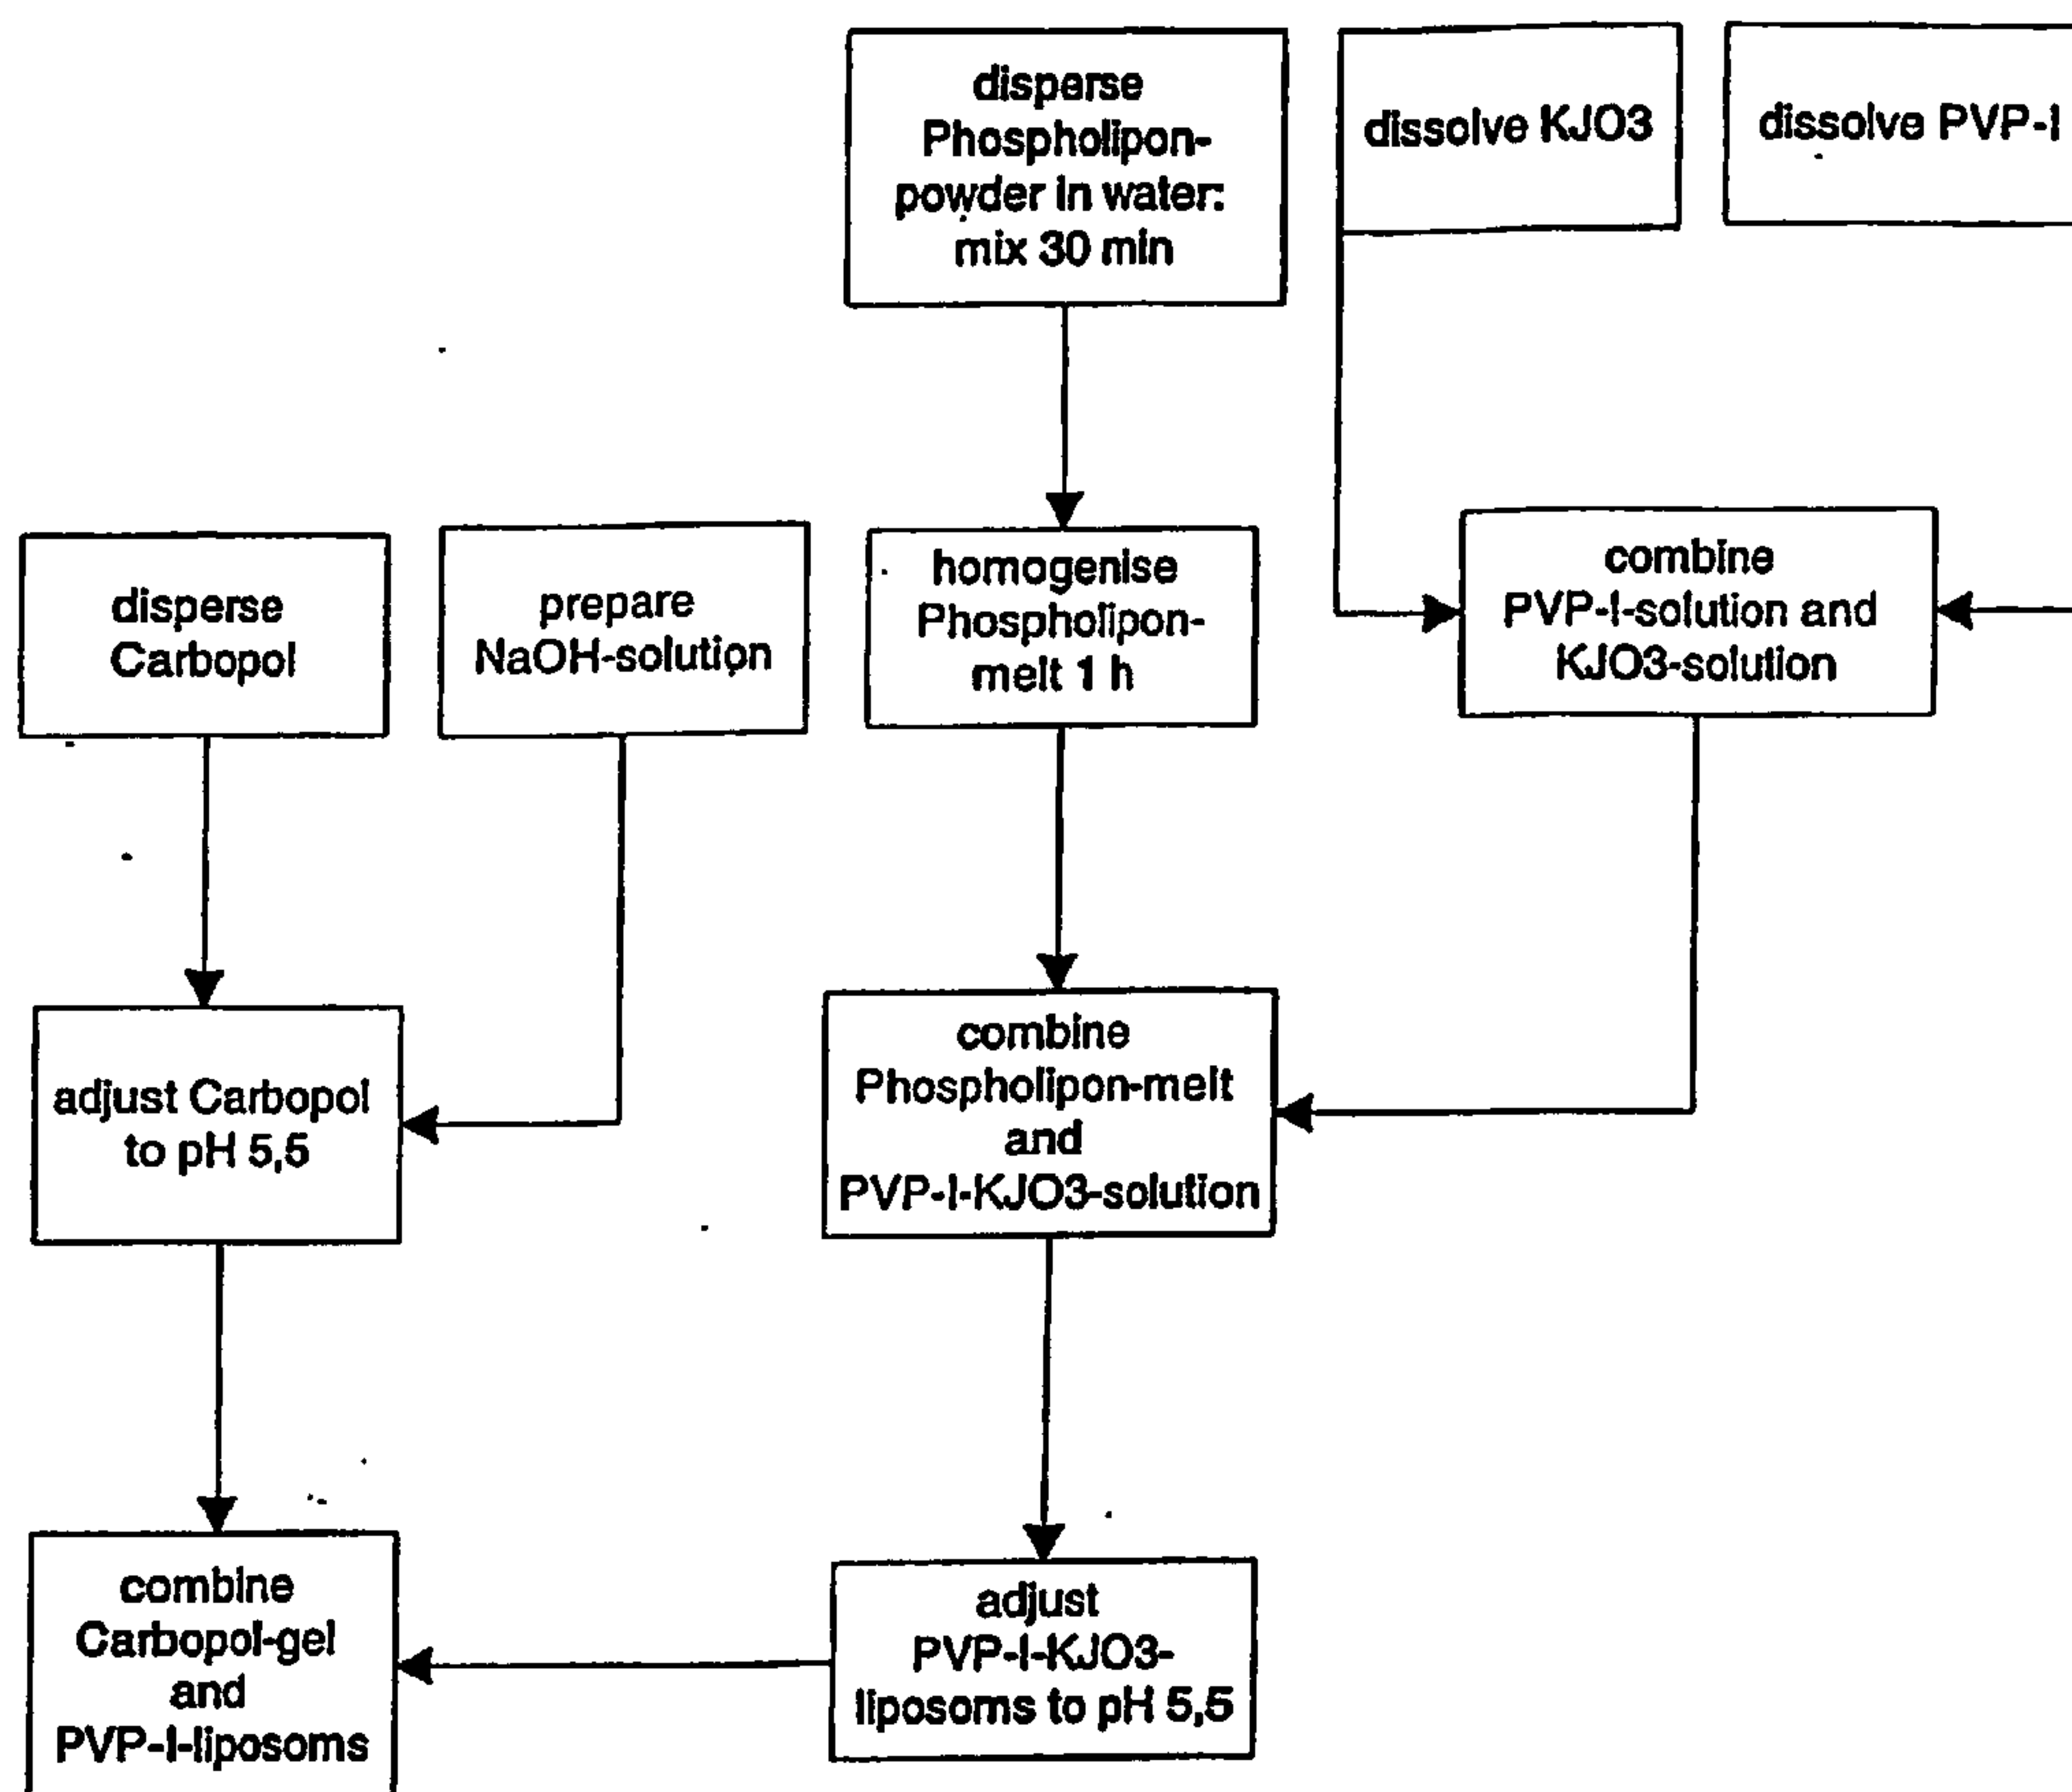 disperse
Phospholipon-
powder in water:
mix 30 min
dissolve KJO3
dissolve PVP-I
disperse
Carbopol
prepare
NaOH-solution
homogenise
Phospholipon-
melt 1 h
combine
PVP-I-solution and
KJO3-solution
adjust Carbopol
to pH 5,5
combine
Phospholipon-melt
and
PVP-I-KJO3-solution
combine
Carbopol-gel
and
PVP-I-liposoms
adjust
PVP-I-KJO3-
liposoms to pH 5,5